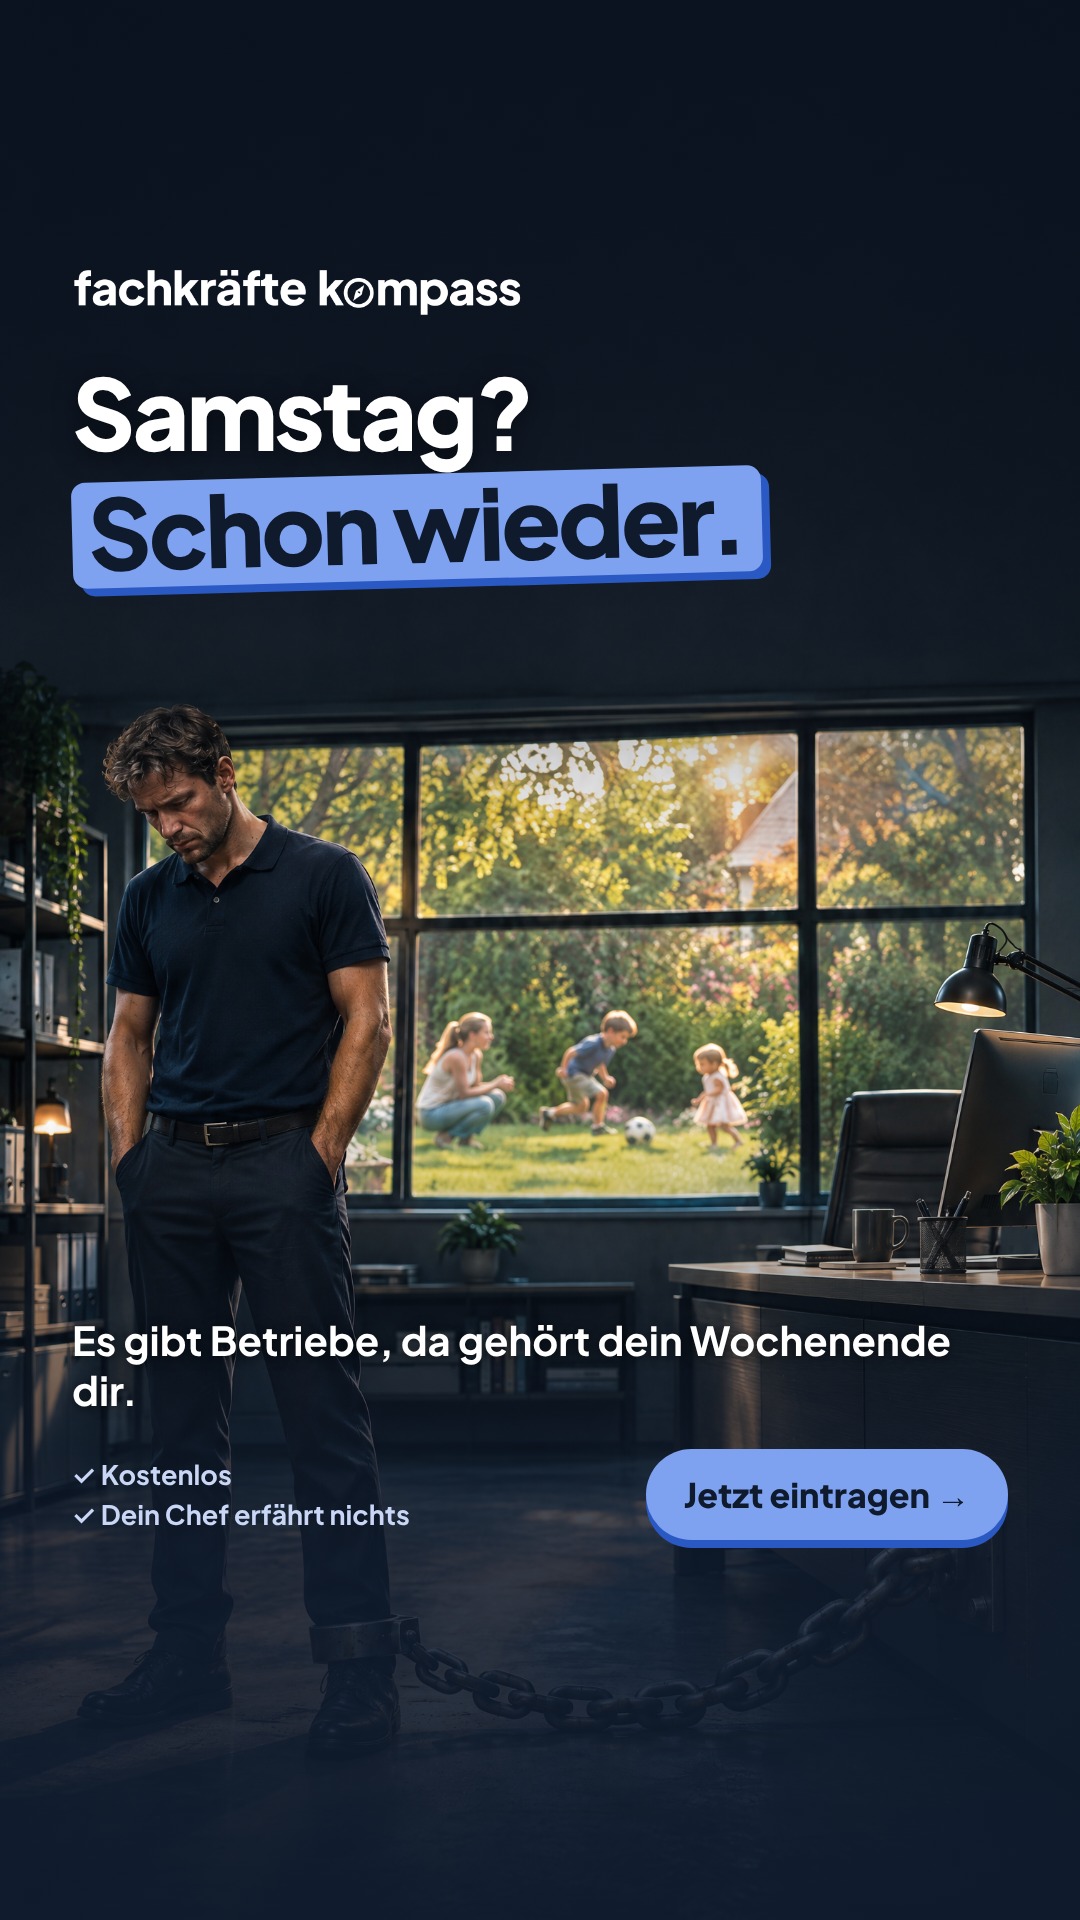 fachkräfte kompass
Samstag?
Schon wieder.
Es gibt Betriebe, da gehört dein Wochenende
dir.
✓ Kostenlos
✓ Dein Chef erfährt nichts
Jetzt eintragen →